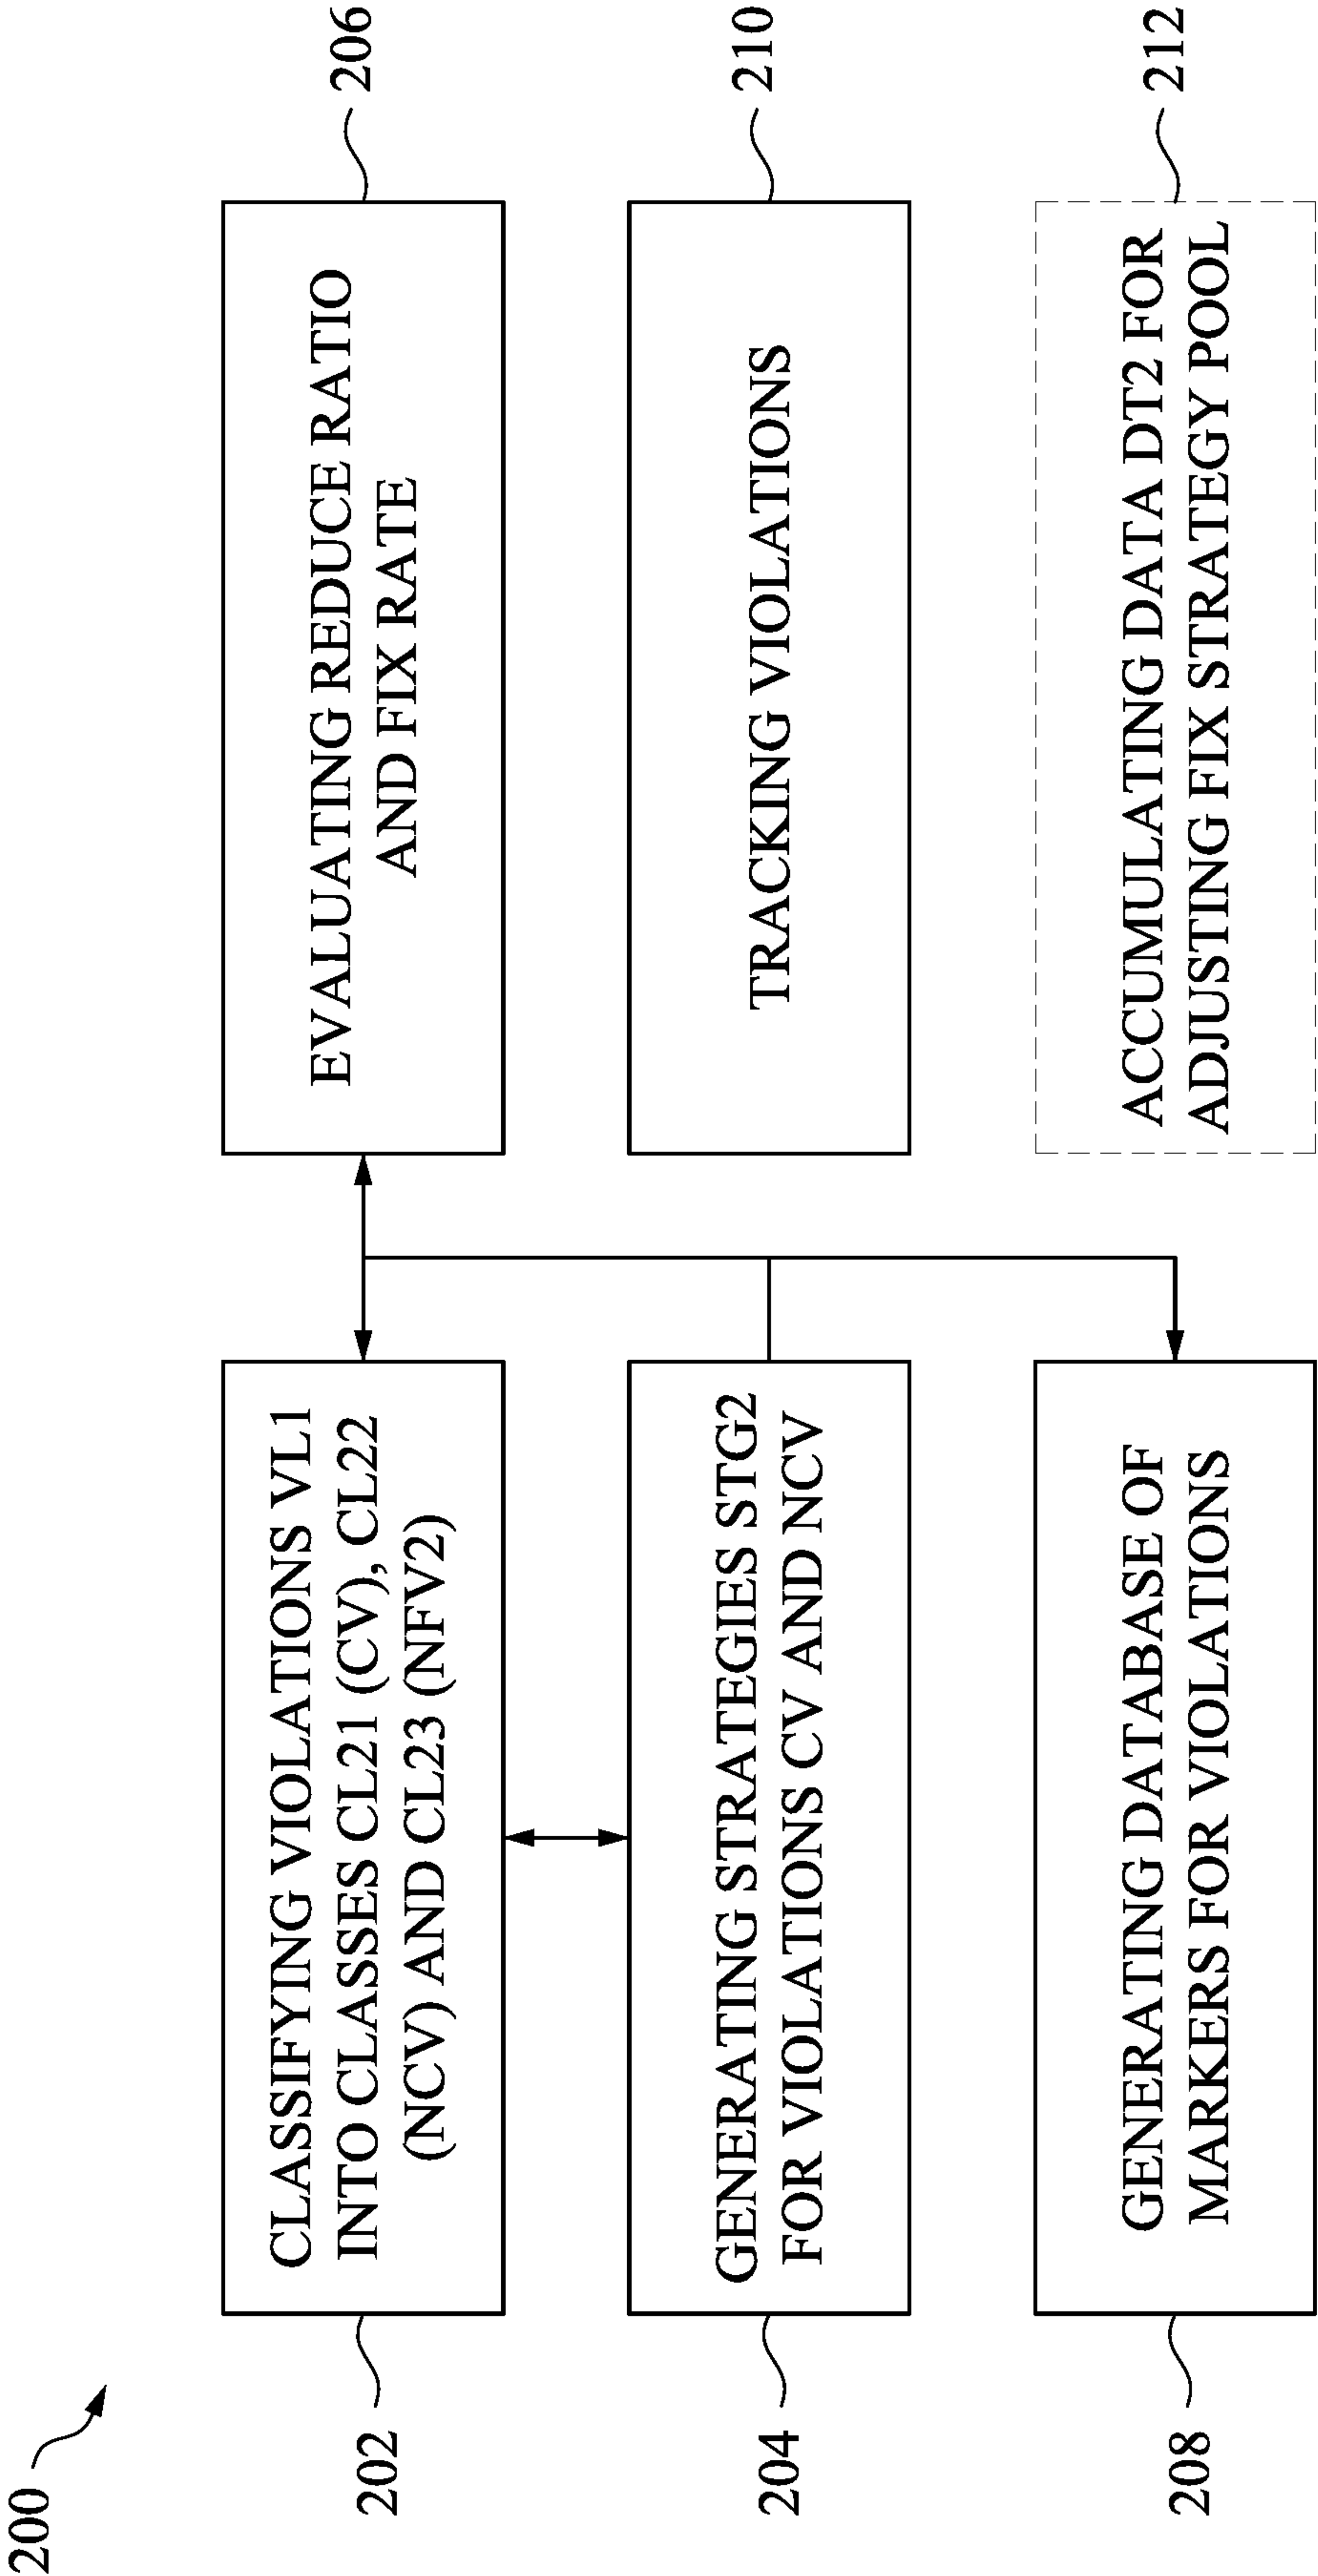 200
202
CLASSIFYING VIOLATIONS VL1
INTO CLASSES CL21 (CV), CL22
(NCV) AND CL23 (NFV2)
204
GENERATING STRATEGIES STG2
FOR VIOLATIONS CV AND NCV
208
GENERATING DATABASE OF
MARKERS FOR VIOLATIONS
206
EVALUATING REDUCE RATIO
AND FIX RATE
210
TRACKING VIOLATIONS
212
ACCUMULATING DATA DT2 FOR
ADJUSTING FIX STRATEGY POOL